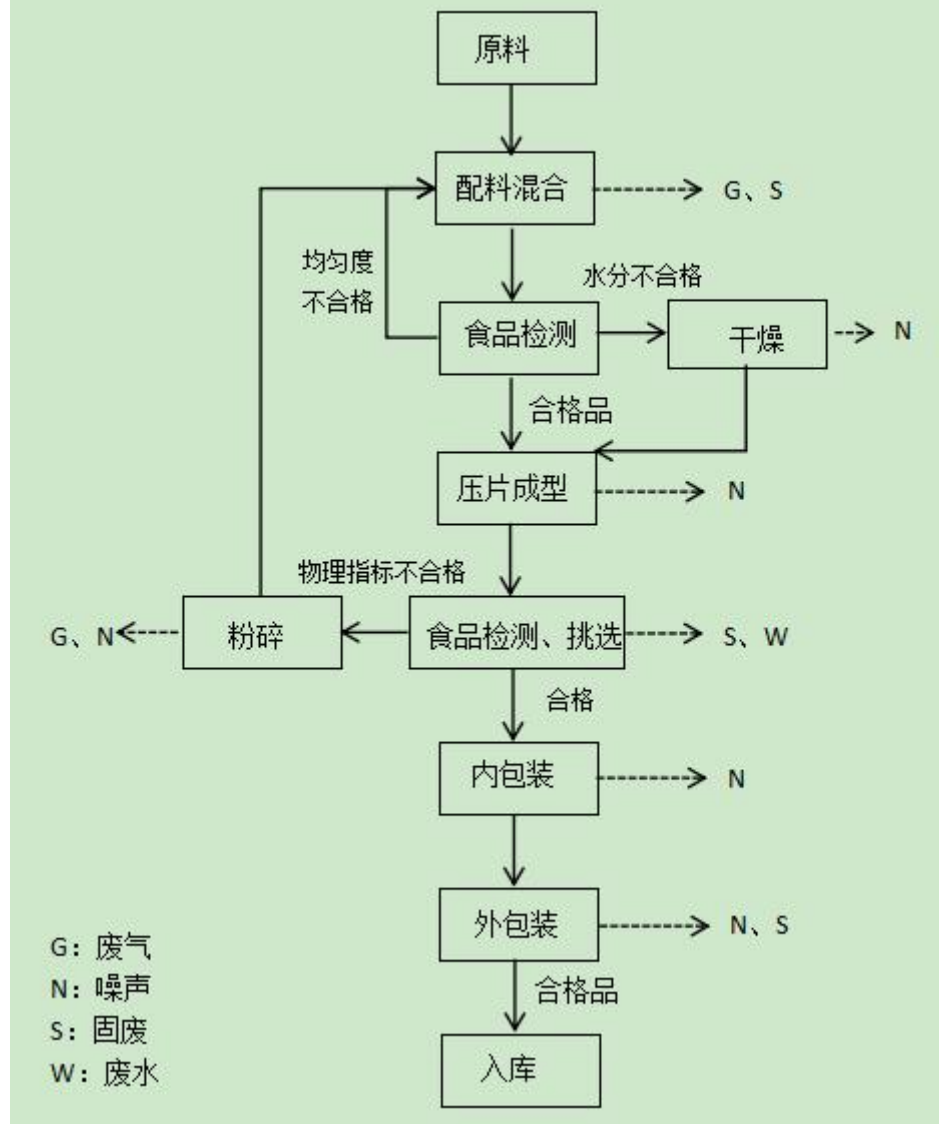 原料
配料混合
G、S
均匀度
不合格
水分不合格
食品检测
干燥
N
合格品
压片成型
N
物理指标不合格
G、N
粉碎
食品检测、挑选
S、W
合格
内包装
N
外包装
N、S
G：废气
N：噪声
合格品
S：固废
入库
W：废水